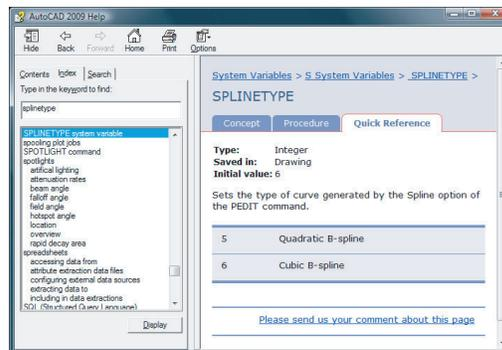 AutoCAD 2009 Help
Hide Back Forward Home Print Options
Contents Index Search
Type in the keyword to find:
splinetype
SPLINETYPE system variable
spooling plot jobs
SPOTLIGHT command
spotlights
artifical lighting
attenuation rates
beam angle
falloff angle
field angle
hotspot angle
location
overview
rapid decay area
spreadsheets
accessing data from
attribute extraction data files
configuring external data sources
extracting data to
including in data extractions
SQL (Structured Query Language)
Display
System Variables > S System Variables > SPLINETYPE >
SPLINETYPE
Concept Procedure Quick Reference
Type: Integer
Saved in: Drawing
Initial value: 6
Sets the type of curve generated by the Spline option of
the PEDIT command.
5 Quadratic B-spline
6 Cubic B-spline
Please send us your comment about this page